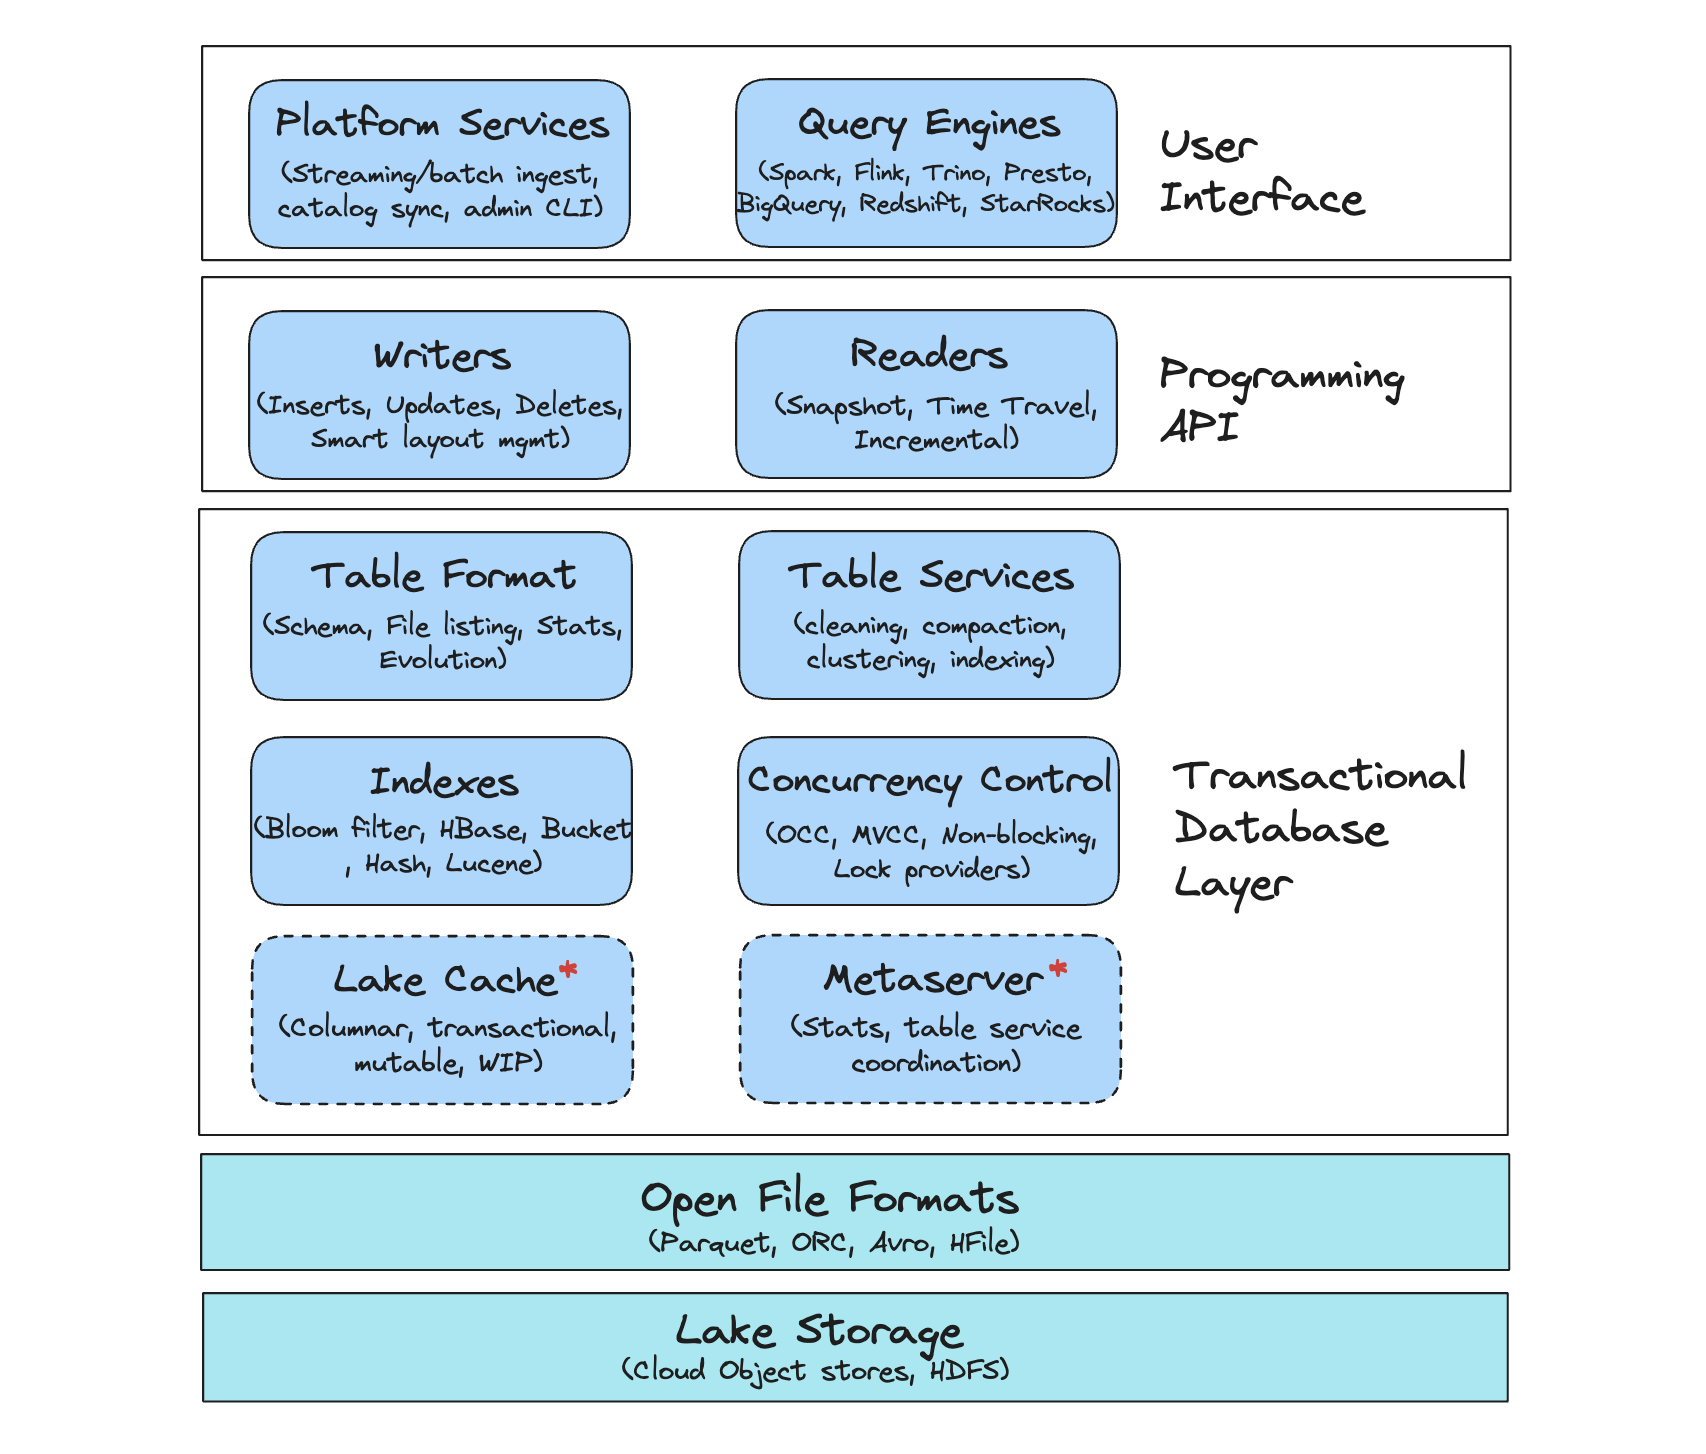 Platform Services
(Streaming/batch ingest,
catalog sync, admin CLI)
Query Engines
(Spark, Flink, Trino, Presto,
BigQuery, Redshift, StarRocks)
User
Interface
Writers
(Inserts, Updates, Deletes,
Smart layout mgmt)
Readers
(Snapshot, Time Travel,
Incremental)
Programming
API
Table Format
(Schema, File listing, Stats,
Evolution)
Table Services
(cleaning, compaction,
clustering, indexing)
Indexes
(Bloom filter, HBase, Bucket
, Hash, Lucene)
Concurrency Control
(OCC, MVCC, Non-blocking,
Lock providers)
Transactional
Database
Layer
Lake Cache*
(Columnar, transactional,
mutable, WIP)
Metaserver*
(Stats, table service
coordination)
Open File Formats
(Parquet, ORC, Avro, HFile)
Lake Storage
(Cloud Object stores, HDFS)